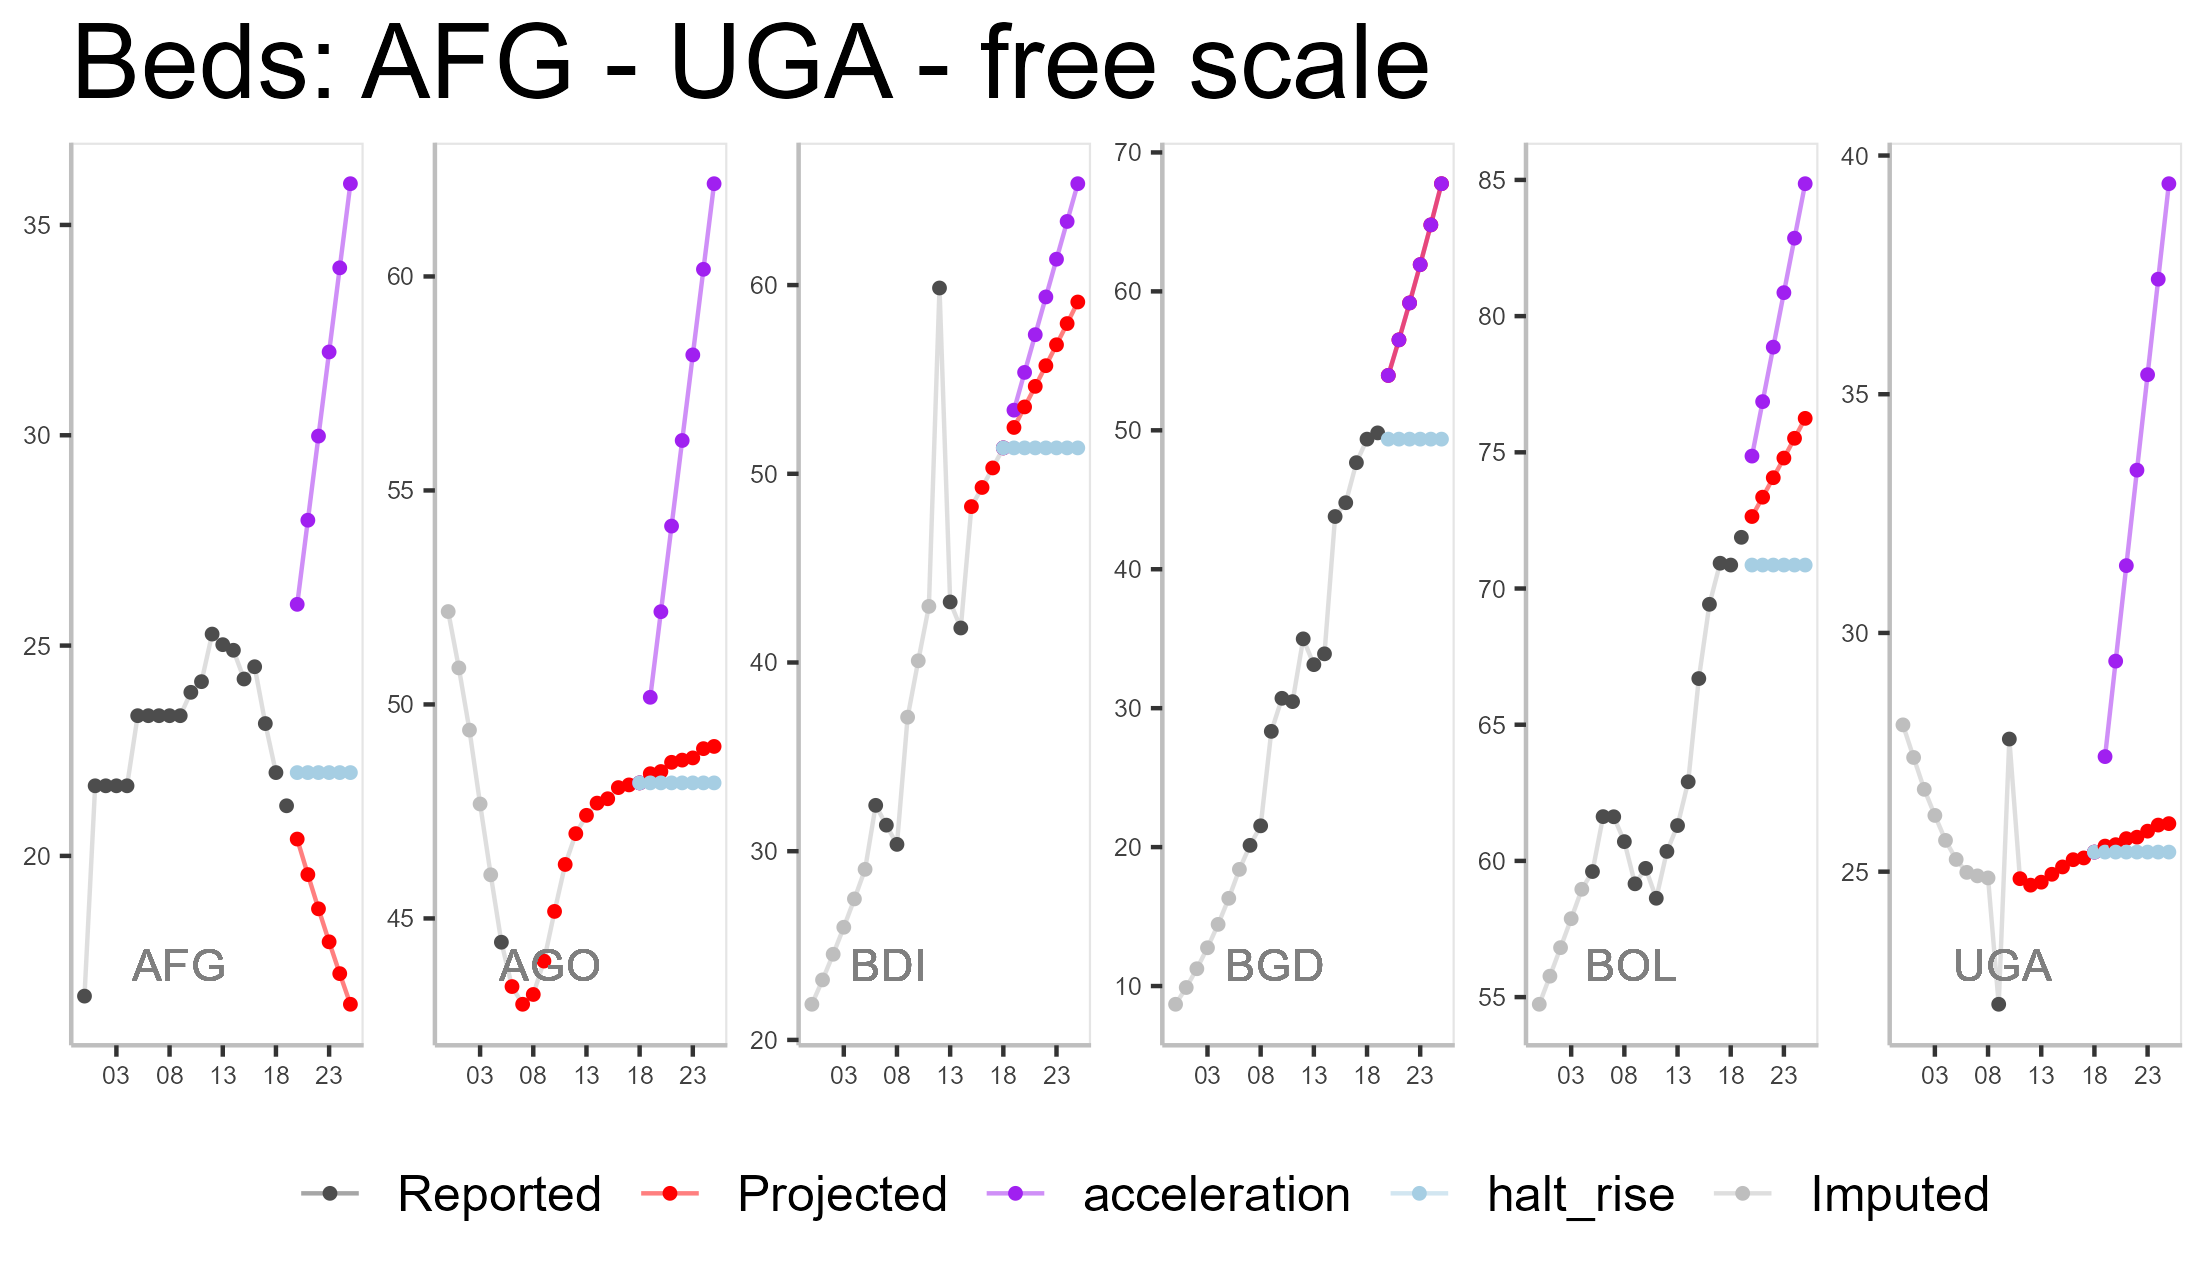 Beds: AFG - UGA - free scale
35
30
25
20
03 08 13 18 23
AFG
60
55
50
45
03 08 13 18 23
AGO
60
50
40
30
20
03 08 13 18 23
BDI
70
60
50
40
30
20
10
03 08 13 18 23
BGD
85
80
75
70
65
60
55
03 08 13 18 23
BOL
40
35
30
25
03 08 13 18 23
UGA
Reported Projected acceleration halt_rise Imputed